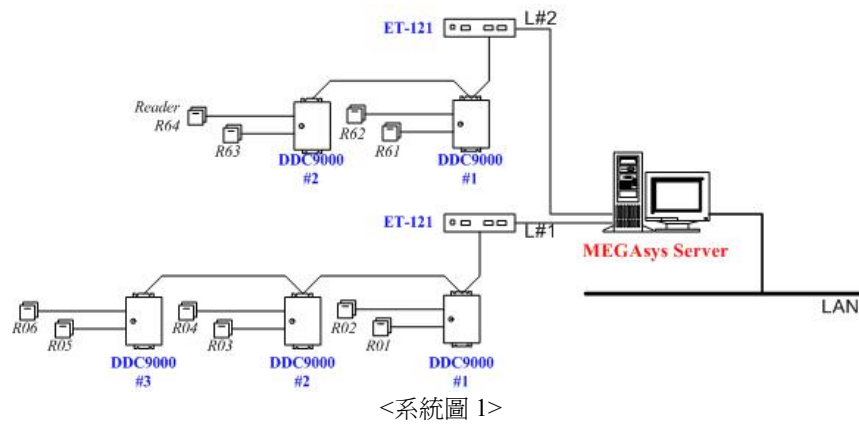 ET-121
L#2
Reader
R64
R63
R62
R61
DDC9000
#2
DDC9000
#1
ET-121
L#1
MEGAsys Server
LAN
R06
R05
R04
R03
R02
R01
DDC9000
#3
DDC9000
#2
DDC9000
#1
<系統圖 1>